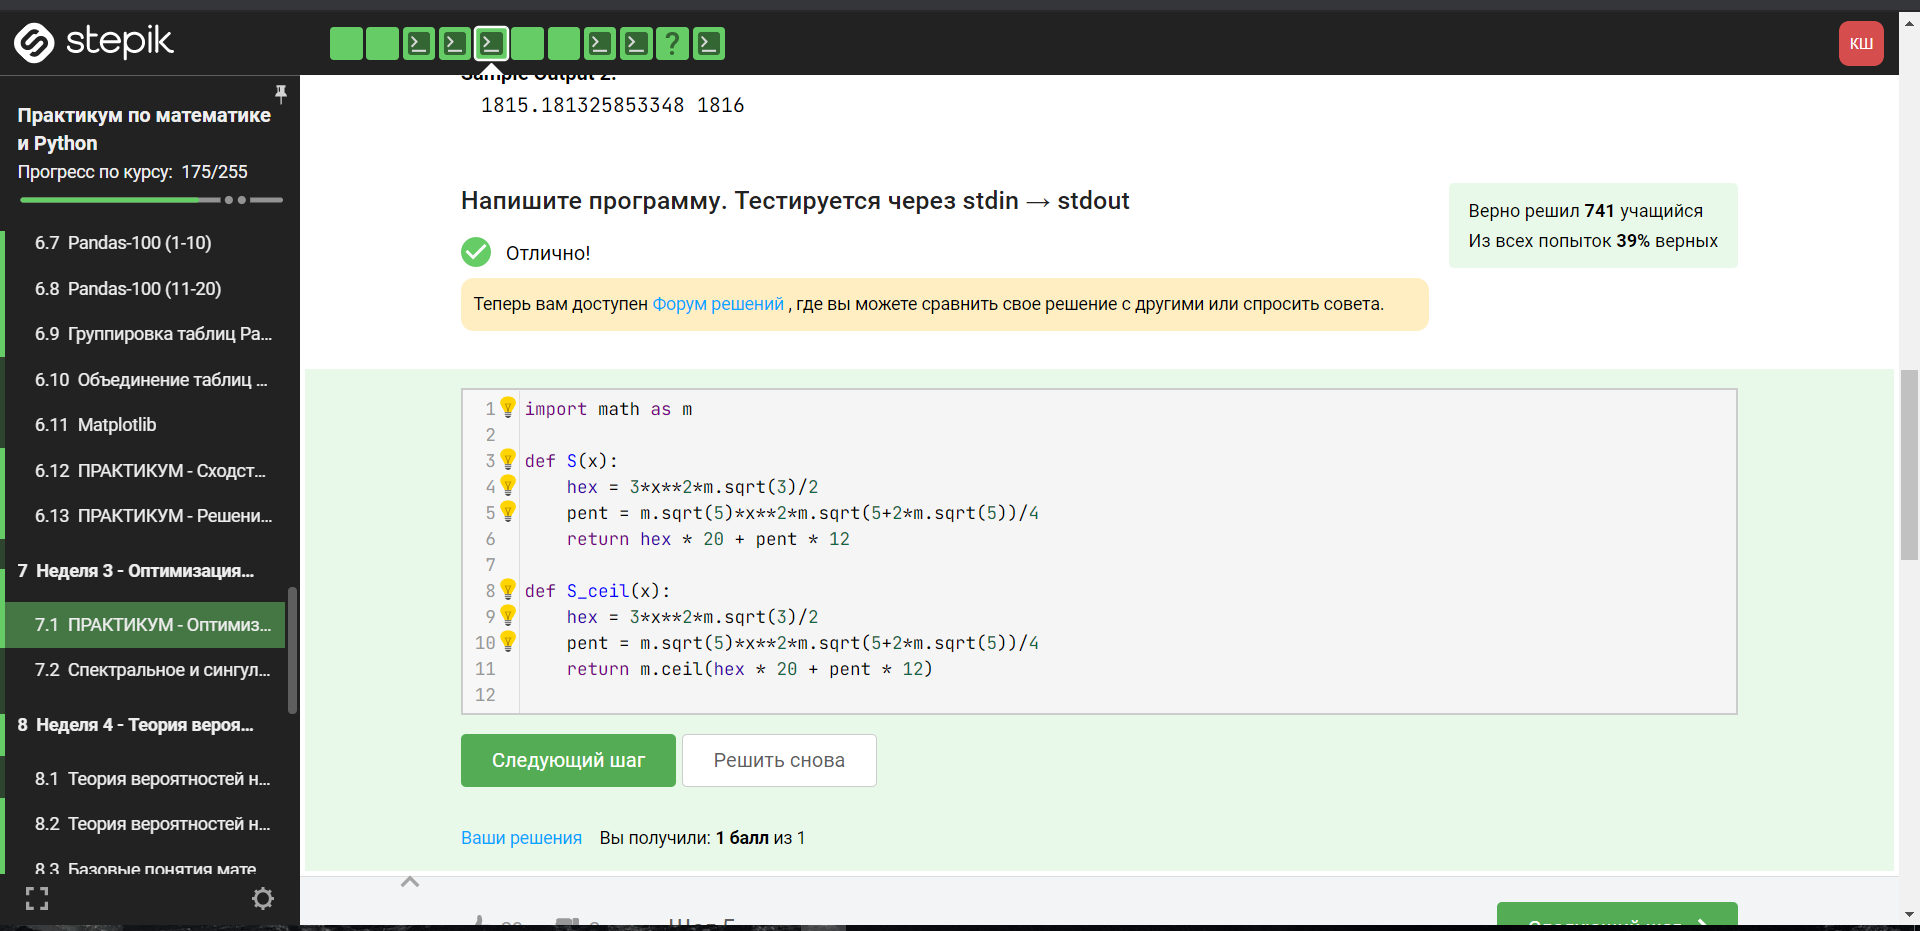 stepik
КШ
Практикум по математике
и Python
Прогресс по курсу: 175/255
6.7 Pandas-100 (1-10)
6.8 Pandas-100 (11-20)
6.9 Группировка таблиц Pa...
6.10 Объединение таблиц ...
6.11 Matplotlib
6.12 ПРАКТИКУМ - Сходст...
6.13 ПРАКТИКУМ - Решени...
7 Неделя 3 - Оптимизация...
7.1 ПРАКТИКУМ - Оптимиз...
7.2 Спектральное и сингул...
8 Неделя 4 - Теория вероя...
8.1 Теория вероятностей н...
8.2 Теория вероятностей н...
8.3 Базовые понятия мате
Sample Output 2:
1815.181325853348 1816
Напишите программу. Тестируется через stdin → stdout
Верно решил 741 учащийся
Из всех попыток 39% верных
Отлично!
Теперь вам доступен Форум решений , где вы можете сравнить свое решение с другими или спросить совета.
1 import math as m
2
3 def S(x):
4 hex = 3*x**2*m.sqrt(3)/2
5 pent = m.sqrt(5)*x**2*m.sqrt(5+2*m.sqrt(5))/4
6 return hex * 20 + pent * 12
7
8 def S_ceil(x):
9 hex = 3*x**2*m.sqrt(3)/2
10 pent = m.sqrt(5)*x**2*m.sqrt(5+2*m.sqrt(5))/4
11 return m.ceil(hex * 20 + pent * 12)
12
Следующий шаг
Решить снова
Ваши решения Вы получили: 1 балл из 1
Шаг 5
Следующий шаг